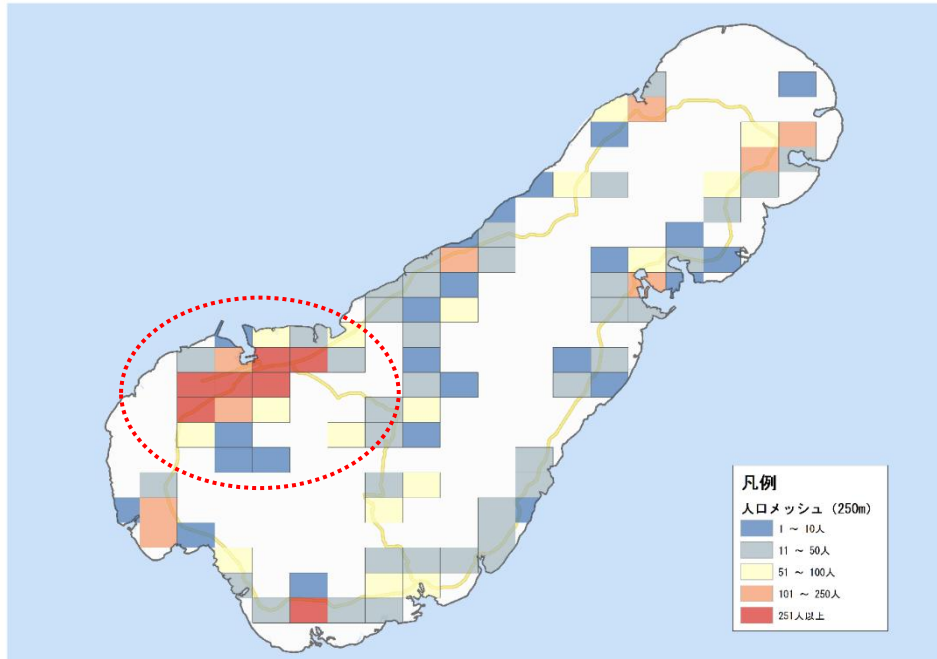 凡例
人口メッシュ（250m）
1 ～ 10人
11 ～ 50人
51 ～ 100人
101 ～ 250人
251人以上